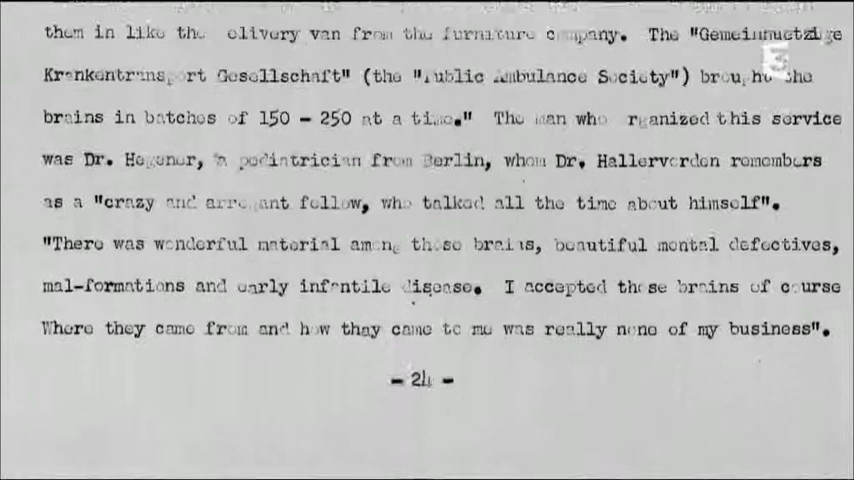 them in like the elivery van from the furniture company. The "Gemeinnuetzige
Krankentransport Gesellschaft" (the "Public Ambulance Society") brought the
brains in batches of 150 - 250 at a time." The man who rganized this service
was Dr. Hegener, a pediatrician from Berlin, whom Dr. Hallervorden remembers
as a "crazy and arrogant fellow, who talked all the time about himself".
"There was wonderful material among those brains, beautiful mental defectives,
mal-formations and early infantile disease. I accepted those brains of course
Where they came from and how thay came to me was really none of my business".
- 24 -
3